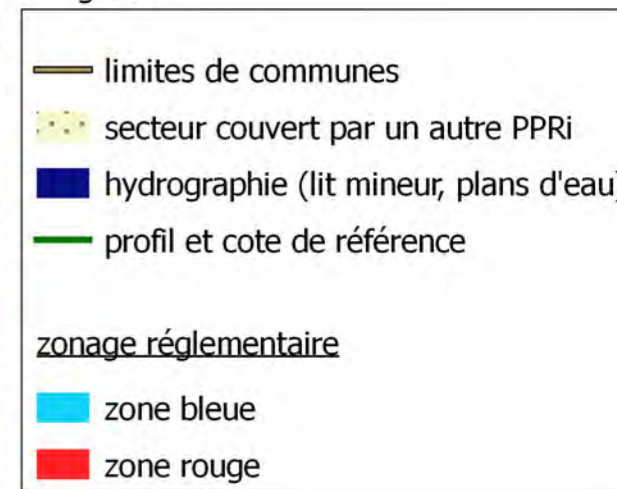 limites de communes
secteur couvert par un autre PPRi
hydrographie (lit mineur, plans d'eau)
profil et cote de référence
zonage réglementaire
zone bleue
zone rouge